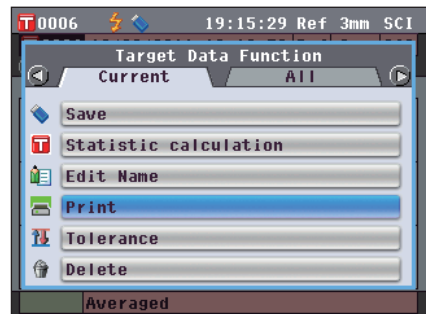 T 0006 19:15:29 Ref 3mm SCI
Target Data Function
Current All
Save
T Statistic calculation
Edit Name
Print
Tolerance
Delete
Averaged